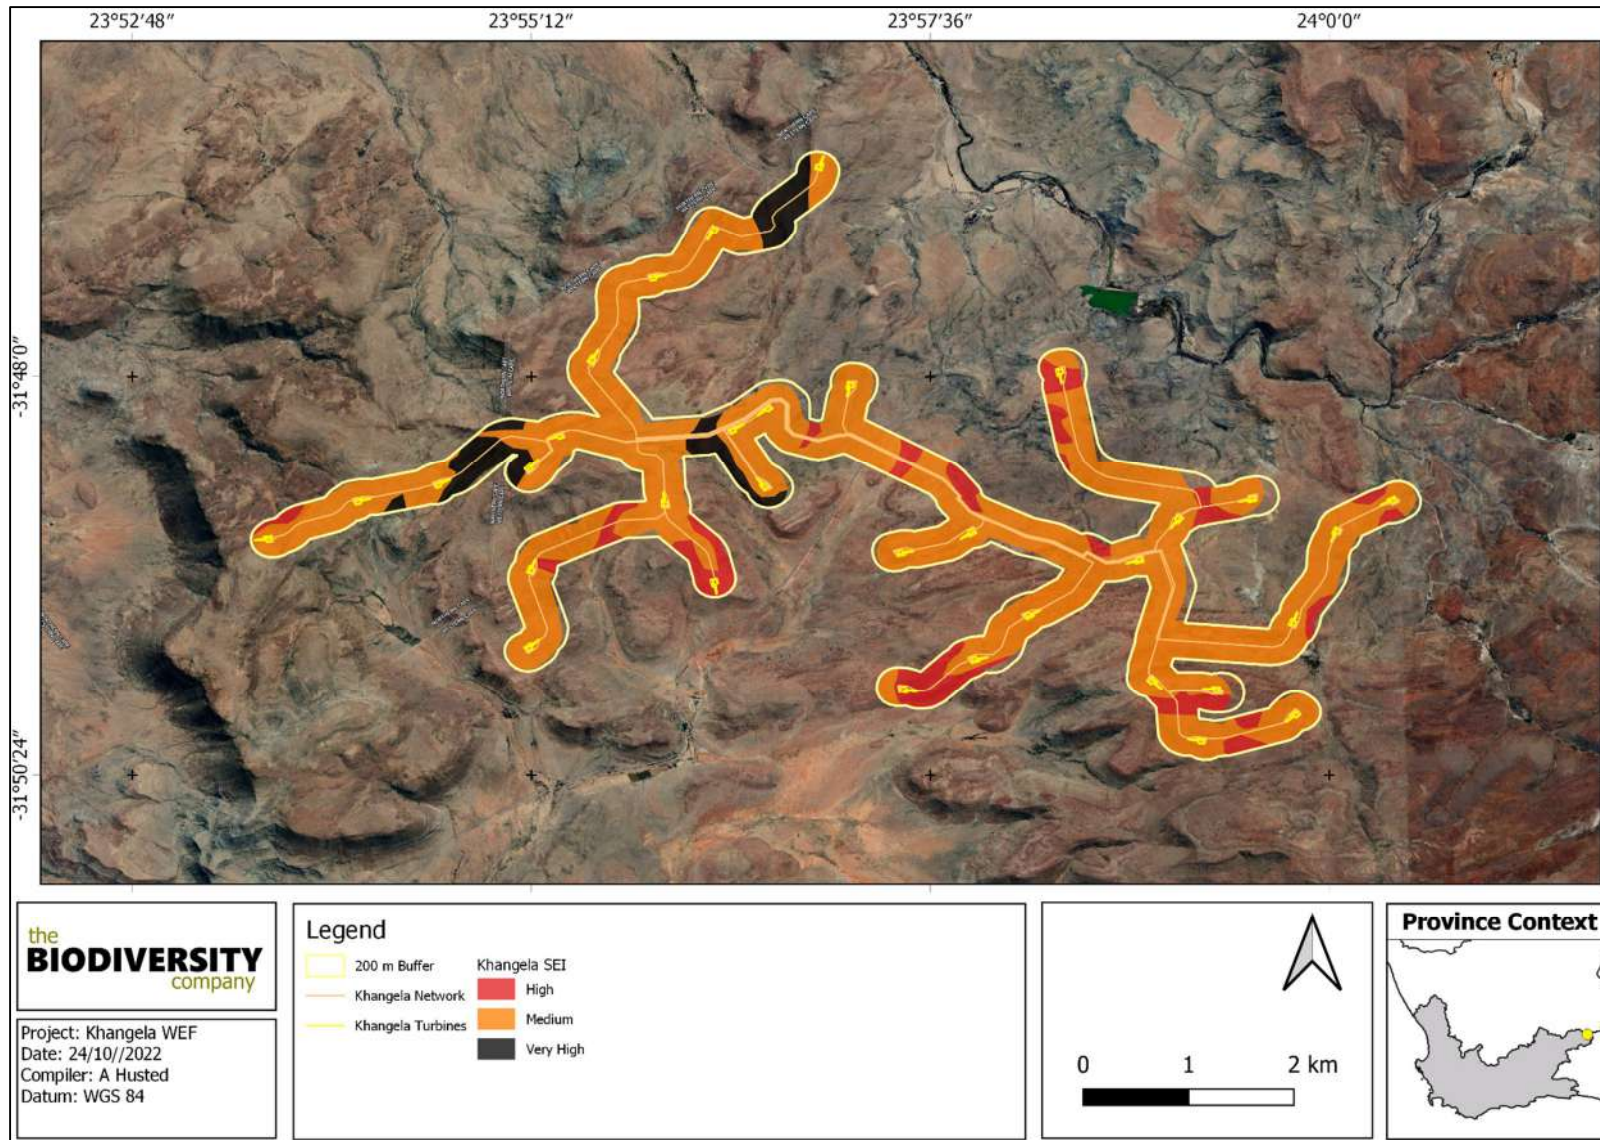 23°52′48″ 23°55′12″ 23°57′36″ 24°0′0″
-31°48′0″
-31°50′24″
the
BIODIVERSITY
company
Project: Khangela WEF
Date: 24/10//2022
Compiler: A Husted
Datum: WGS 84
Legend
200 m Buffer
Khangela Network
Khangela Turbines
Khangela SEI
High
Medium
Very High
0 1 2 km
Province Context